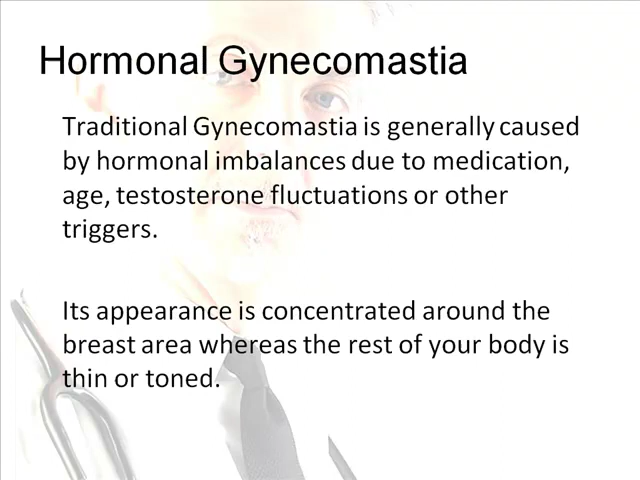 Hormonal Gynecomastia
Traditional Gynecomastia is generally caused
by hormonal imbalances due to medication,
age, testosterone fluctuations or other
triggers.
Its appearance is concentrated around the
breast area whereas the rest of your body is
thin or toned.